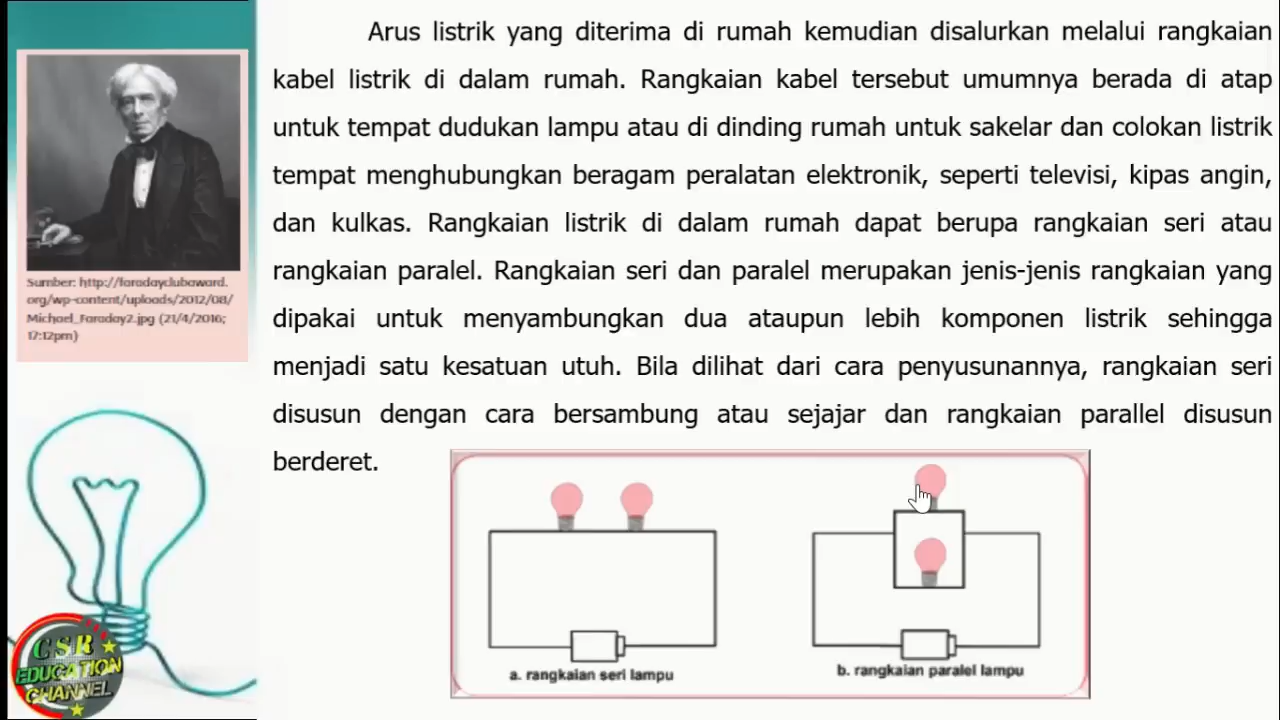 Arus listrik yang diterima di rumah kemudian disalurkan melalui rangkaian
kabel listrik di dalam rumah. Rangkaian kabel tersebut umumnya berada di atap
untuk tempat dudukan lampu atau di dinding rumah untuk sakelar dan colokan listrik
tempat menghubungkan beragam peralatan elektronik, seperti televisi, kipas angin,
dan kulkas. Rangkaian listrik di dalam rumah dapat berupa rangkaian seri atau
rangkaian paralel. Rangkaian seri dan paralel merupakan jenis-jenis rangkaian yang
dipakai untuk menyambungkan dua ataupun lebih komponen listrik sehingga
menjadi satu kesatuan utuh. Bila dilihat dari cara penyusunannya, rangkaian seri
disusun dengan cara bersambung atau sejajar dan rangkaian parallel disusun
berderet.
Sumber: http://faradayclubaward.
org/wp-content/uploads/2012/08/
Michael_Faraday2.jpg (21/4/2016;
17:12pm)
a. rangkaian seri lampu
b. rangkaian paralel lampu
CSR
EDUCATION
CHANNEL